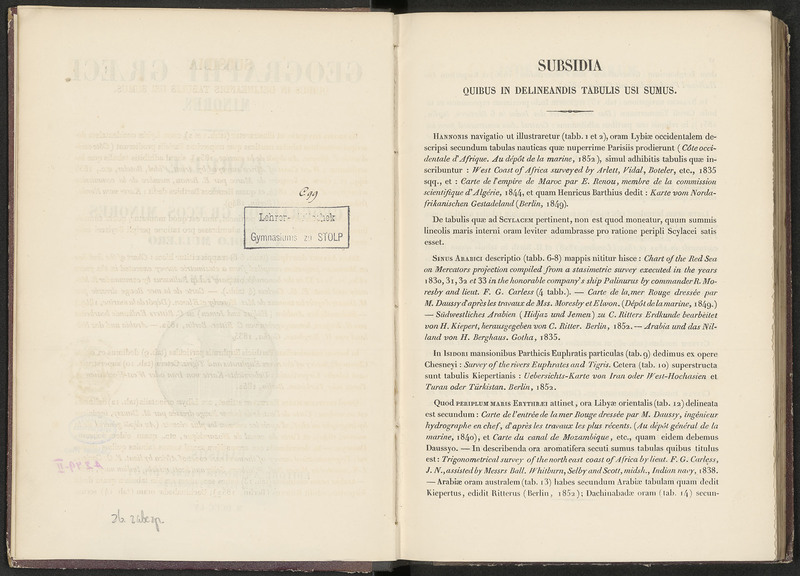 Lehrer-Bibliothek
Gymnasiums zu STOLP
SUBSIDIA
QUIBUS IN DELINEANDIS TABULIS USI SUMUS.
Hannonis navigatio ut illustraretur (tabb. 1 et 2), oram Lybiæ occidentalem de-
scripsi secundum tabulas nauticas quæ nuperrime Parisiis prodierunt (Côte occi-
dentale d'Afrique. Au dépôt de la marine, 1852), simul adhibitis tabulis quæ in-
scribuntur : West Coast of Africa surveyed by Arlett, Vidal, Boteler, etc., 1835
sqq., et : Carte de l'empire de Maroc par E. Renou, membre de la commission
scientifique d'Algérie, 1844, et quam Henricus Barthius dedit : Karte vom Norda-
frikanischen Gestadeland (Berlin, 1849).
De tabulis quæ ad Scylacem pertinent, non est quod moneatur, quum summis
lineolis maris interni oram leviter adumbrasse pro ratione peripli Scylacei satis
esset.
Sinus Arabici descriptio (tabb. 6-8) mappis nititur hisce : Chart of the Red Sea
on Mercators projection compiled from a stasimetric survey executed in the years
1830, 31, 32 et 33 in the honorable company's ship Palinurus by commander R. Mo-
resby and lieut. F. G. Carless (4 tabb.). — Carte de la mer Rouge dressée par
M. Daussy d'après les travaux de Mss. Moresby et Elwon. (Dépôt de la marine, 1849.)
— Südwestliches Arabien (Hidjaz und Jemen) zu C. Ritters Erdkunde bearbeitet
von H. Kiepert, herausgegeben von C. Ritter. Berlin, 1852. — Arabia und das Nil-
land von H. Berghaus. Gotha, 1835.
In Isidori mansionibus Parthicis Euphratis particulas (tab. 9) dedimus ex opere
Chesneyi : Survey of the rivers Euphrates and Tigris. Cetera (tab. 10) superstructa
sunt tabulis Kiepertianis : Uebersichts-Karte von Iran oder West-Hochasien et
Turan oder Türkistan. Berlin, 1852.
Quod periplum maris Erythræi attinet, ora Libyæ orientalis (tab. 12) delineata
est secundum : Carte de l'entrée de la mer Rouge dressée par M. Daussy, ingénieur
hydrographe en chef, d'après les travaux les plus récents. (Au dépôt général de la
marine, 1840), et Carte du canal de Mozambique, etc., quam eidem debemus
Daussyo. — In describenda ora aromatifera secuti sumus tabulas quibus titulus
est : Trigonometrical survey of the north east coast of Africa by lieut. F. G. Carless,
J. N., assisted by Messrs Ball. Whitburn, Selby and Scott, midsh., Indian navy, 1838.
— Arabiæ oram australem (tab. 13) habes secundum Arabiæ tabulam quam dedit
Kiepertus, edidit Ritterus (Berlin, 1852); Dachinabadæ oram (tab. 14) secun-